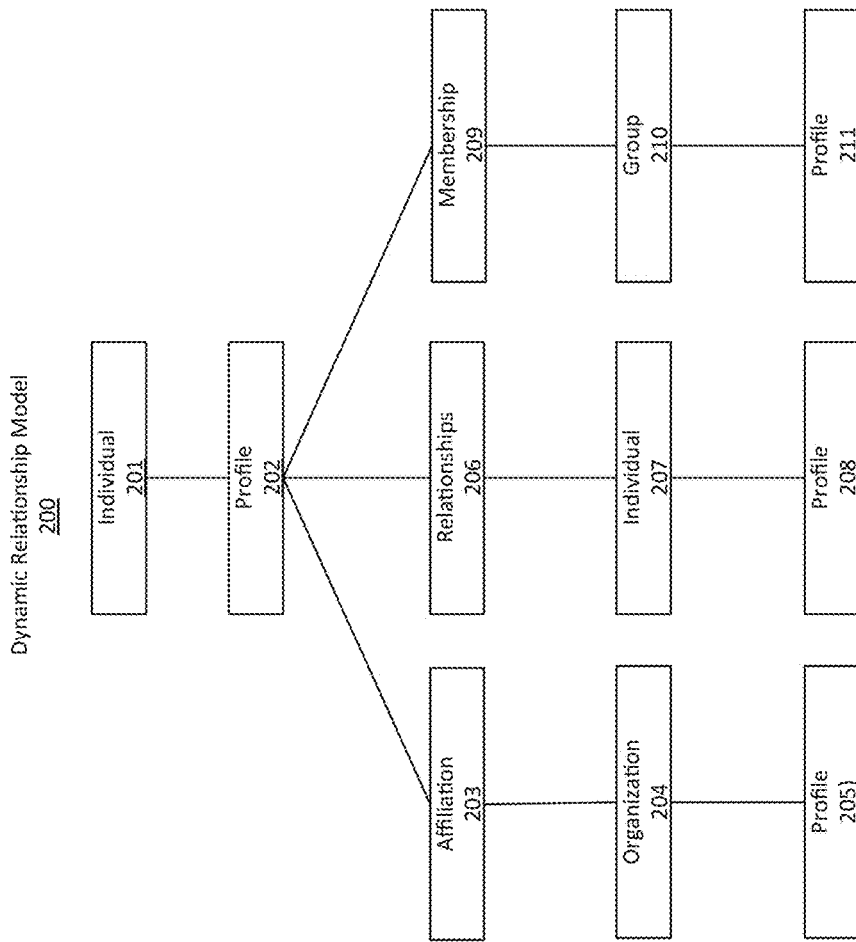 Dynamic Relationship Model
200
Individual
201
Profile
202
Affiliation
203
Organization
204
Profile
205)
Relationships
206
Individual
207
Profile
208
Membership
209
Group
210
Profile
211